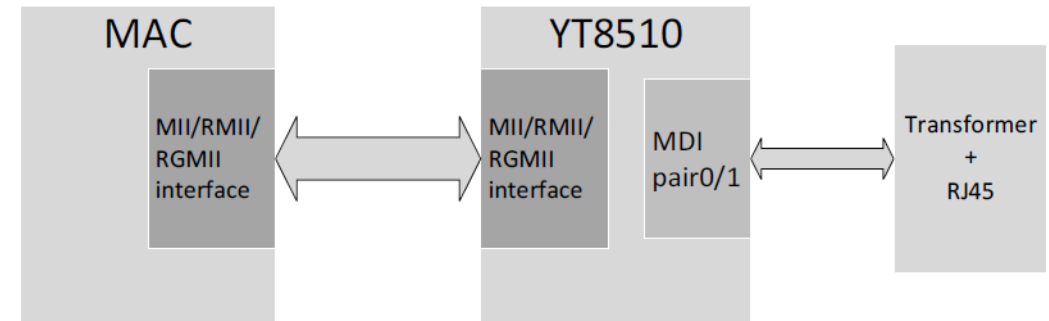 MAC
MII/RMII/
RGMII
interface
YT8510
MII/RMII/
RGMII
interface
MDI
pair0/1
Transformer
+
RJ45